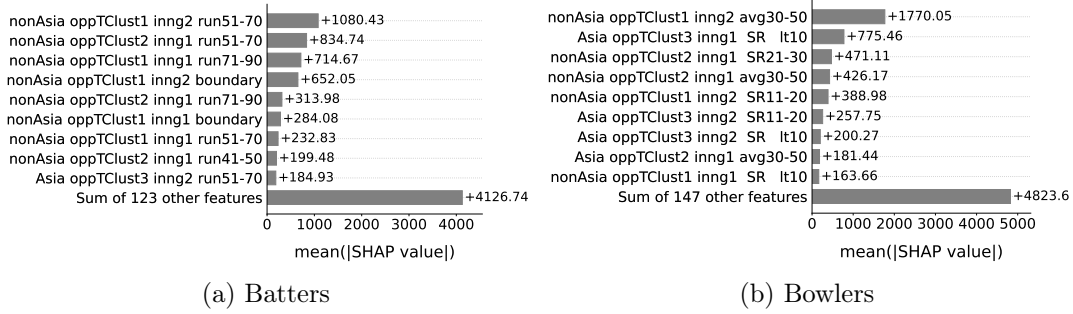 nonAsia oppTClust1 inng2 run51-70 +1080.43
nonAsia oppTClust2 inng1 run51-70 +834.74
nonAsia oppTClust1 inng1 run71-90 +714.67
nonAsia oppTClust1 inng2 boundary +652.05
nonAsia oppTClust2 inng1 run71-90 +313.98
nonAsia oppTClust1 inng1 boundary +284.08
nonAsia oppTClust1 inng1 run51-70 +232.83
nonAsia oppTClust2 inng1 run41-50 +199.48
Asia oppTClust3 inng2 run51-70 +184.93
Sum of 123 other features +4126.74
0 1000 2000 3000 4000
mean(|SHAP value|)
(a) Batters
nonAsia oppTClust1 inng2 avg30-50 +1770.05
Asia oppTClust3 inng1 SR lt10 +775.46
nonAsia oppTClust2 inng1 SR21-30 +471.11
nonAsia oppTClust2 inng1 avg30-50 +426.17
nonAsia oppTClust1 inng2 SR11-20 +388.98
Asia oppTClust3 inng2 SR11-20 +257.75
Asia oppTClust3 inng2 SR lt10 +200.27
Asia oppTClust2 inng1 avg30-50 +181.44
nonAsia oppTClust1 inng1 SR lt10 +163.66
Sum of 147 other features +4823.6
0 1000 2000 3000 4000 5000
mean(|SHAP value|)
(b) Bowlers